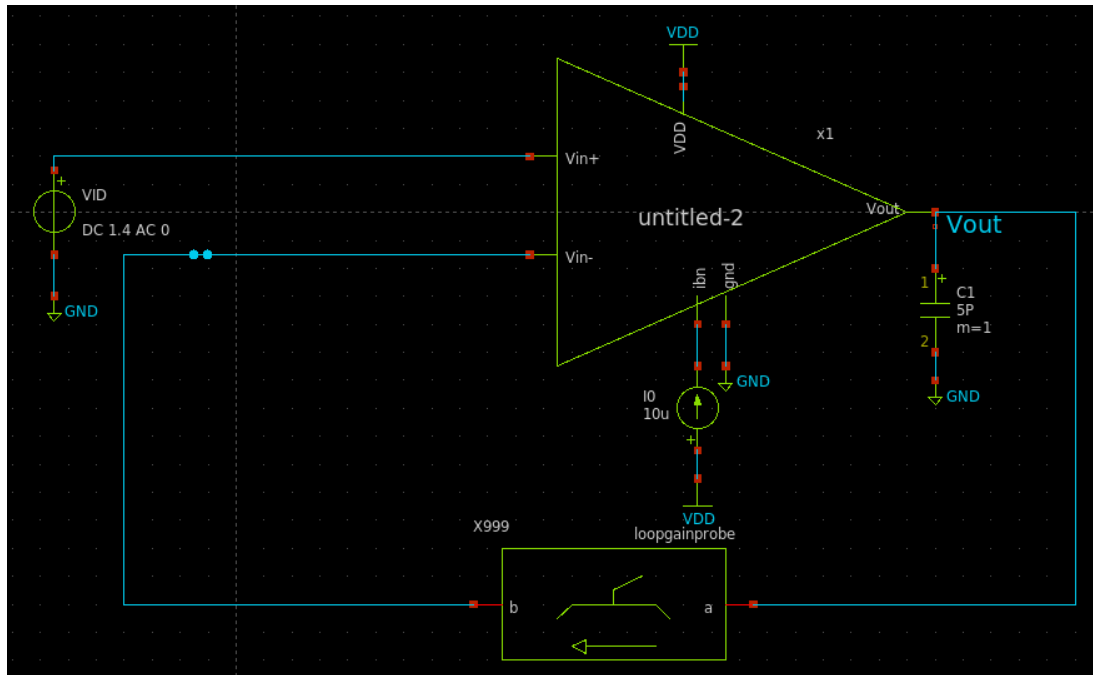 VDD
VDD
x1
Vin+
+
VID
DC 1.4 AC 0
untitled-2
Vout
Vout
Vin-
ibn
gnd
GND
1
+
C1
5P
m=1
2
GND
GND
I0
10u
+
VDD
X999
loopgainprobe
b
a